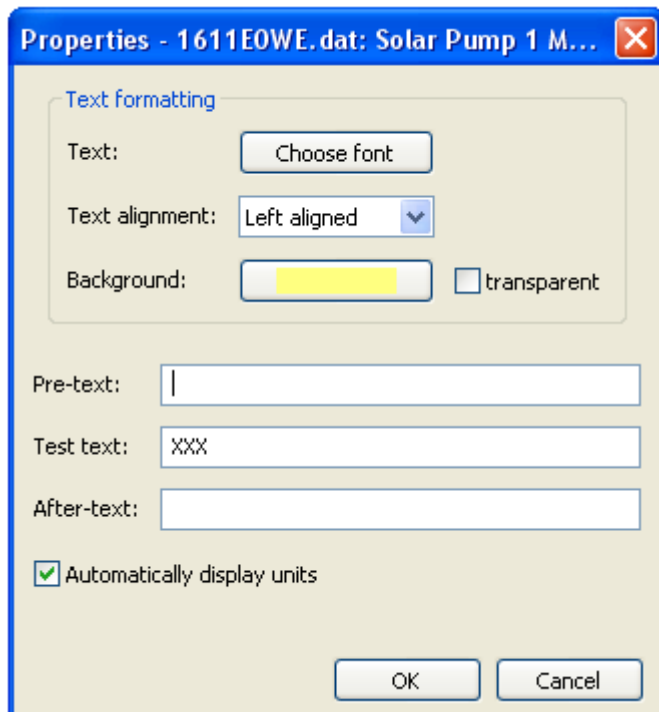 Properties - 1611E0WE.dat: Solar Pump 1 M...
Text formatting
Text: Choose font
Text alignment: Left aligned
Background: transparent
Pre-text:
Test text: XXX
After-text:
Automatically display units
OK Cancel